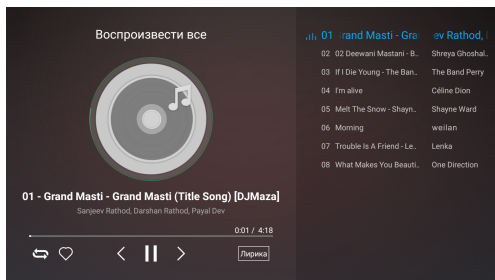 Воспроизвести все
01 - Grand Masti - Grand Masti (Title Song) [DJMaza]
Sanjeev Rathod, Darshan Rathod, Payal Dev
0:01 / 4:18
Лирика
01 rand Masti - Gra ev Rathod,
02 02 Deewani Mastani - B.. Shreya Ghoshal..
03 If I Die Young - The Ban.. The Band Perry
04 I'm alive Céline Dion
05 Melt The Snow - Shayn.. Shayne Ward
06 Morning weilan
07 Trouble Is A Friend - Le.. Lenka
08 What Makes You Beauti.. One Direction